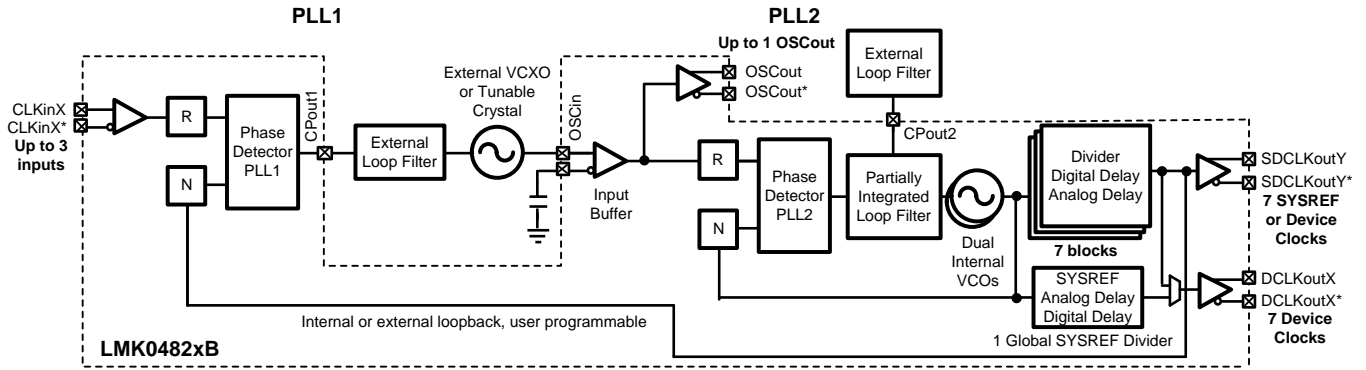 PLL1
PLL2
Up to 1 OSCout
External
Loop Filter
OSCout
OSCout*
External VCXO
or Tunable
Crystal
OSCin
CLKinX
CLKinX*
Up to 3
inputs
R
N
Phase
Detector
PLL1
CPout1
External
Loop Filter
Input
Buffer
R
N
Phase
Detector
PLL2
CPout2
Partially
Integrated
Loop Filter
Dual
Internal
VCOs
Divider
Digital Delay
Analog Delay
7 blocks
SYSREF
Analog Delay
Digital Delay
1 Global SYSREF Divider
SDCLKoutY
SDCLKoutY*
7 SYSREF
or Device
Clocks
DCLKoutX
DCLKoutX*
7 Device
Clocks
Internal or external loopback, user programmable
LMK0482xB